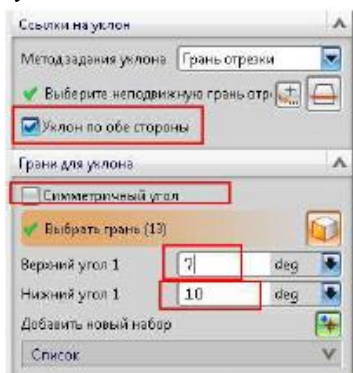 Ссылки на уклон
Метод задания уклона Грань отрезки
Выберите неподвижную грань отр
Уклон по обе стороны
Грани для уклона
Симметричный угол
Выбрать грань (13)
Верхний угол 1 7 deg
Нижний угол 1 10 deg
Добавить новый набор
Список